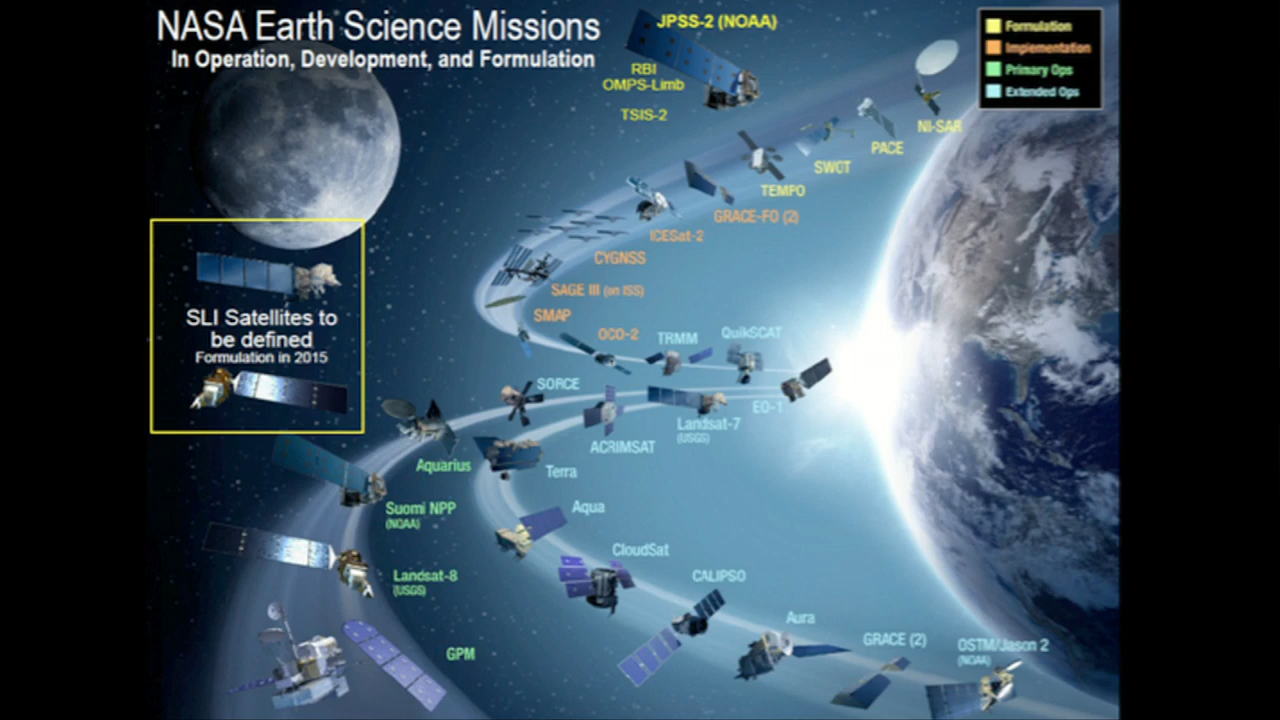 NASA Earth Science Missions
In Operation, Development, and Formulation
JPSS-2 (NOAA)
RBI
OMPS-Limb
TSIS-2
Formulation
Implementation
Primary Ops
Extended Ops
NI-SAR
PACE
SWOT
TEMPO
GRACE-FO (2)
ICESat-2
CYGNSS
SAGE III (on ISS)
SMAP
OCO-2
TRMM
QuikSCAT
EO-1
Landsat-7
(USGS)
SORCE
ACRIMSAT
SLI Satellites to
be defined
Formulation in 2015
Aquarius
Terra
Suomi NPP
(NOAA)
Aqua
Landsat-8
(USGS)
CloudSat
CALIPSO
GPM
Aura
GRACE (2)
OSTM/Jason 2
(NOAA)